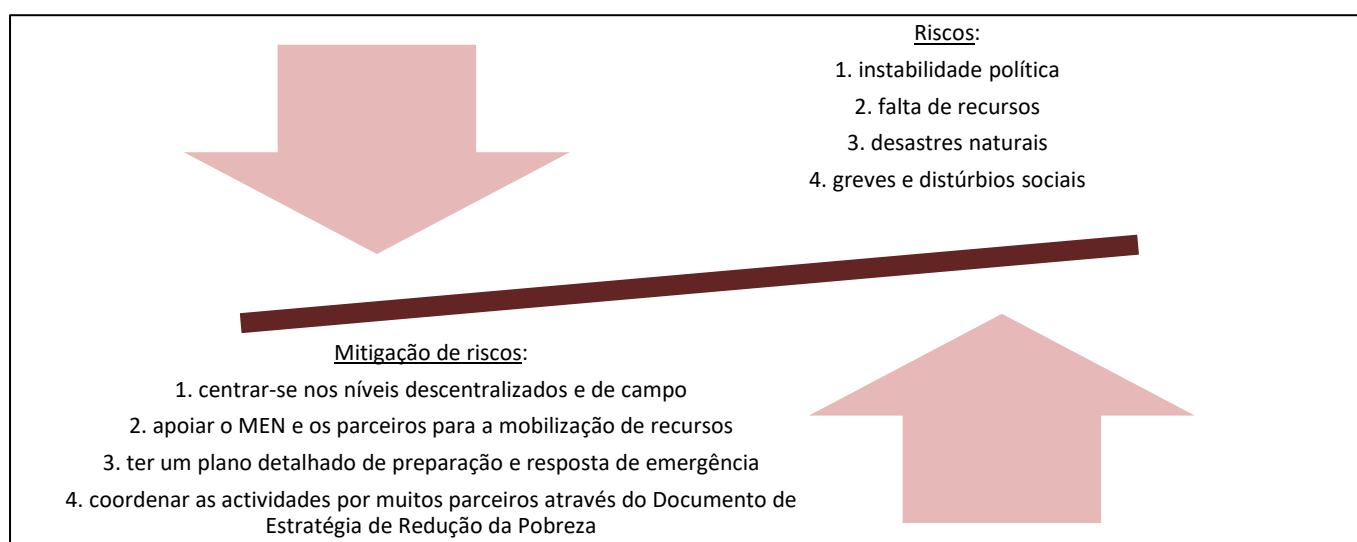 Riscos:
1. instabilidade política
2. falta de recursos
3. desastres naturais
4. greves e distúrbios sociais
Mitigação de riscos:
1. centrar-se nos níveis descentralizados e de campo
2. apoiar o MEN e os parceiros para a mobilização de recursos
3. ter um plano detalhado de preparação e resposta de emergência
4. coordenar as actividades por muitos parceiros através do Documento de
Estratégia de Redução da Pobreza